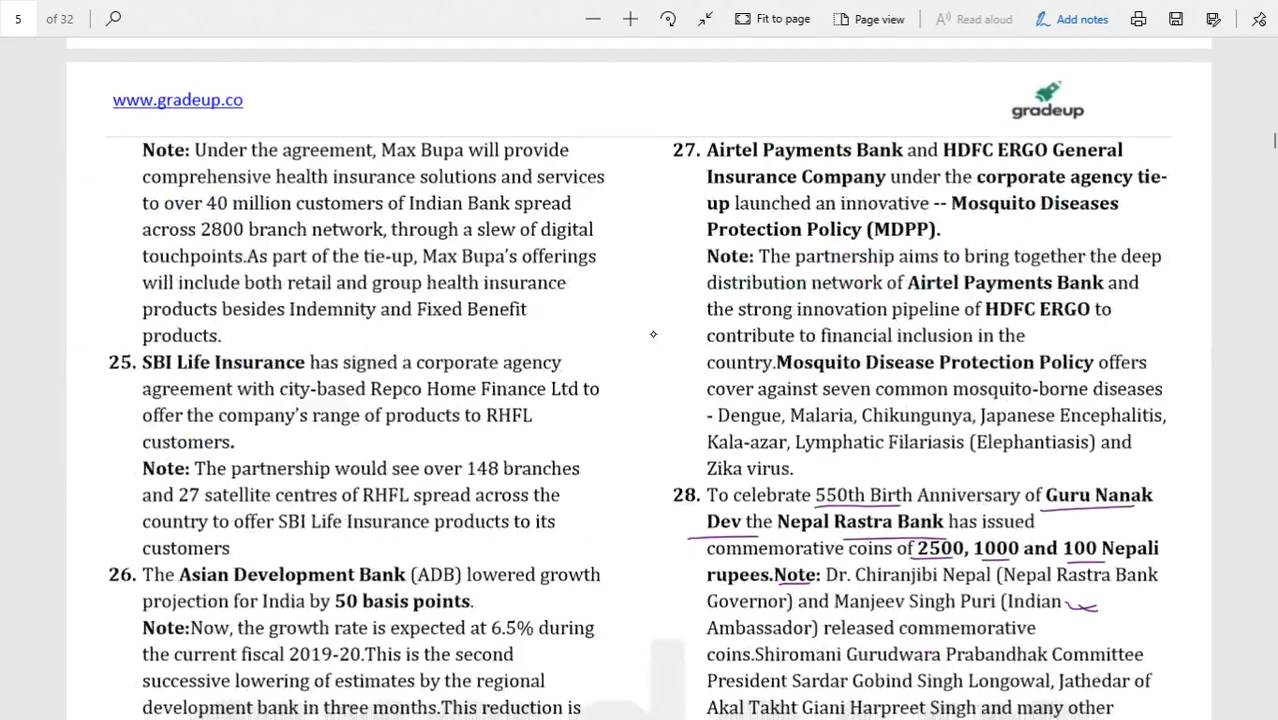 5 of 32 Fit to page Page view Read aloud Add notes
www.gradeup.co
gradeup
Note: Under the agreement, Max Bupa will provide
comprehensive health insurance solutions and services
to over 40 million customers of Indian Bank spread
across 2800 branch network, through a slew of digital
touchpoints.As part of the tie-up, Max Bupa’s offerings
will include both retail and group health insurance
products besides Indemnity and Fixed Benefit
products.
25. SBI Life Insurance has signed a corporate agency
agreement with city-based Repco Home Finance Ltd to
offer the company’s range of products to RHFL
customers.
Note: The partnership would see over 148 branches
and 27 satellite centres of RHFL spread across the
country to offer SBI Life Insurance products to its
customers
26. The Asian Development Bank (ADB) lowered growth
projection for India by 50 basis points.
Note:Now, the growth rate is expected at 6.5% during
the current fiscal 2019-20.This is the second
successive lowering of estimates by the regional
development bank in three months.This reduction is
27. Airtel Payments Bank and HDFC ERGO General
Insurance Company under the corporate agency tie-
up launched an innovative -- Mosquito Diseases
Protection Policy (MDPP).
Note: The partnership aims to bring together the deep
distribution network of Airtel Payments Bank and
the strong innovation pipeline of HDFC ERGO to
contribute to financial inclusion in the
country.Mosquito Disease Protection Policy offers
cover against seven common mosquito-borne diseases
- Dengue, Malaria, Chikungunya, Japanese Encephalitis,
Kala-azar, Lymphatic Filariasis (Elephantiasis) and
Zika virus.
28. To celebrate 550th Birth Anniversary of Guru Nanak
Dev the Nepal Rastra Bank has issued
commemorative coins of 2500, 1000 and 100 Nepali
rupees.Note: Dr. Chiranjibi Nepal (Nepal Rastra Bank
Governor) and Manjeev Singh Puri (Indian
Ambassador) released commemorative
coins.Shiromani Gurudwara Prabandhak Committee
President Sardar Gobind Singh Longowal, Jathedar of
Akal Takht Giani Harpreet Singh and many other